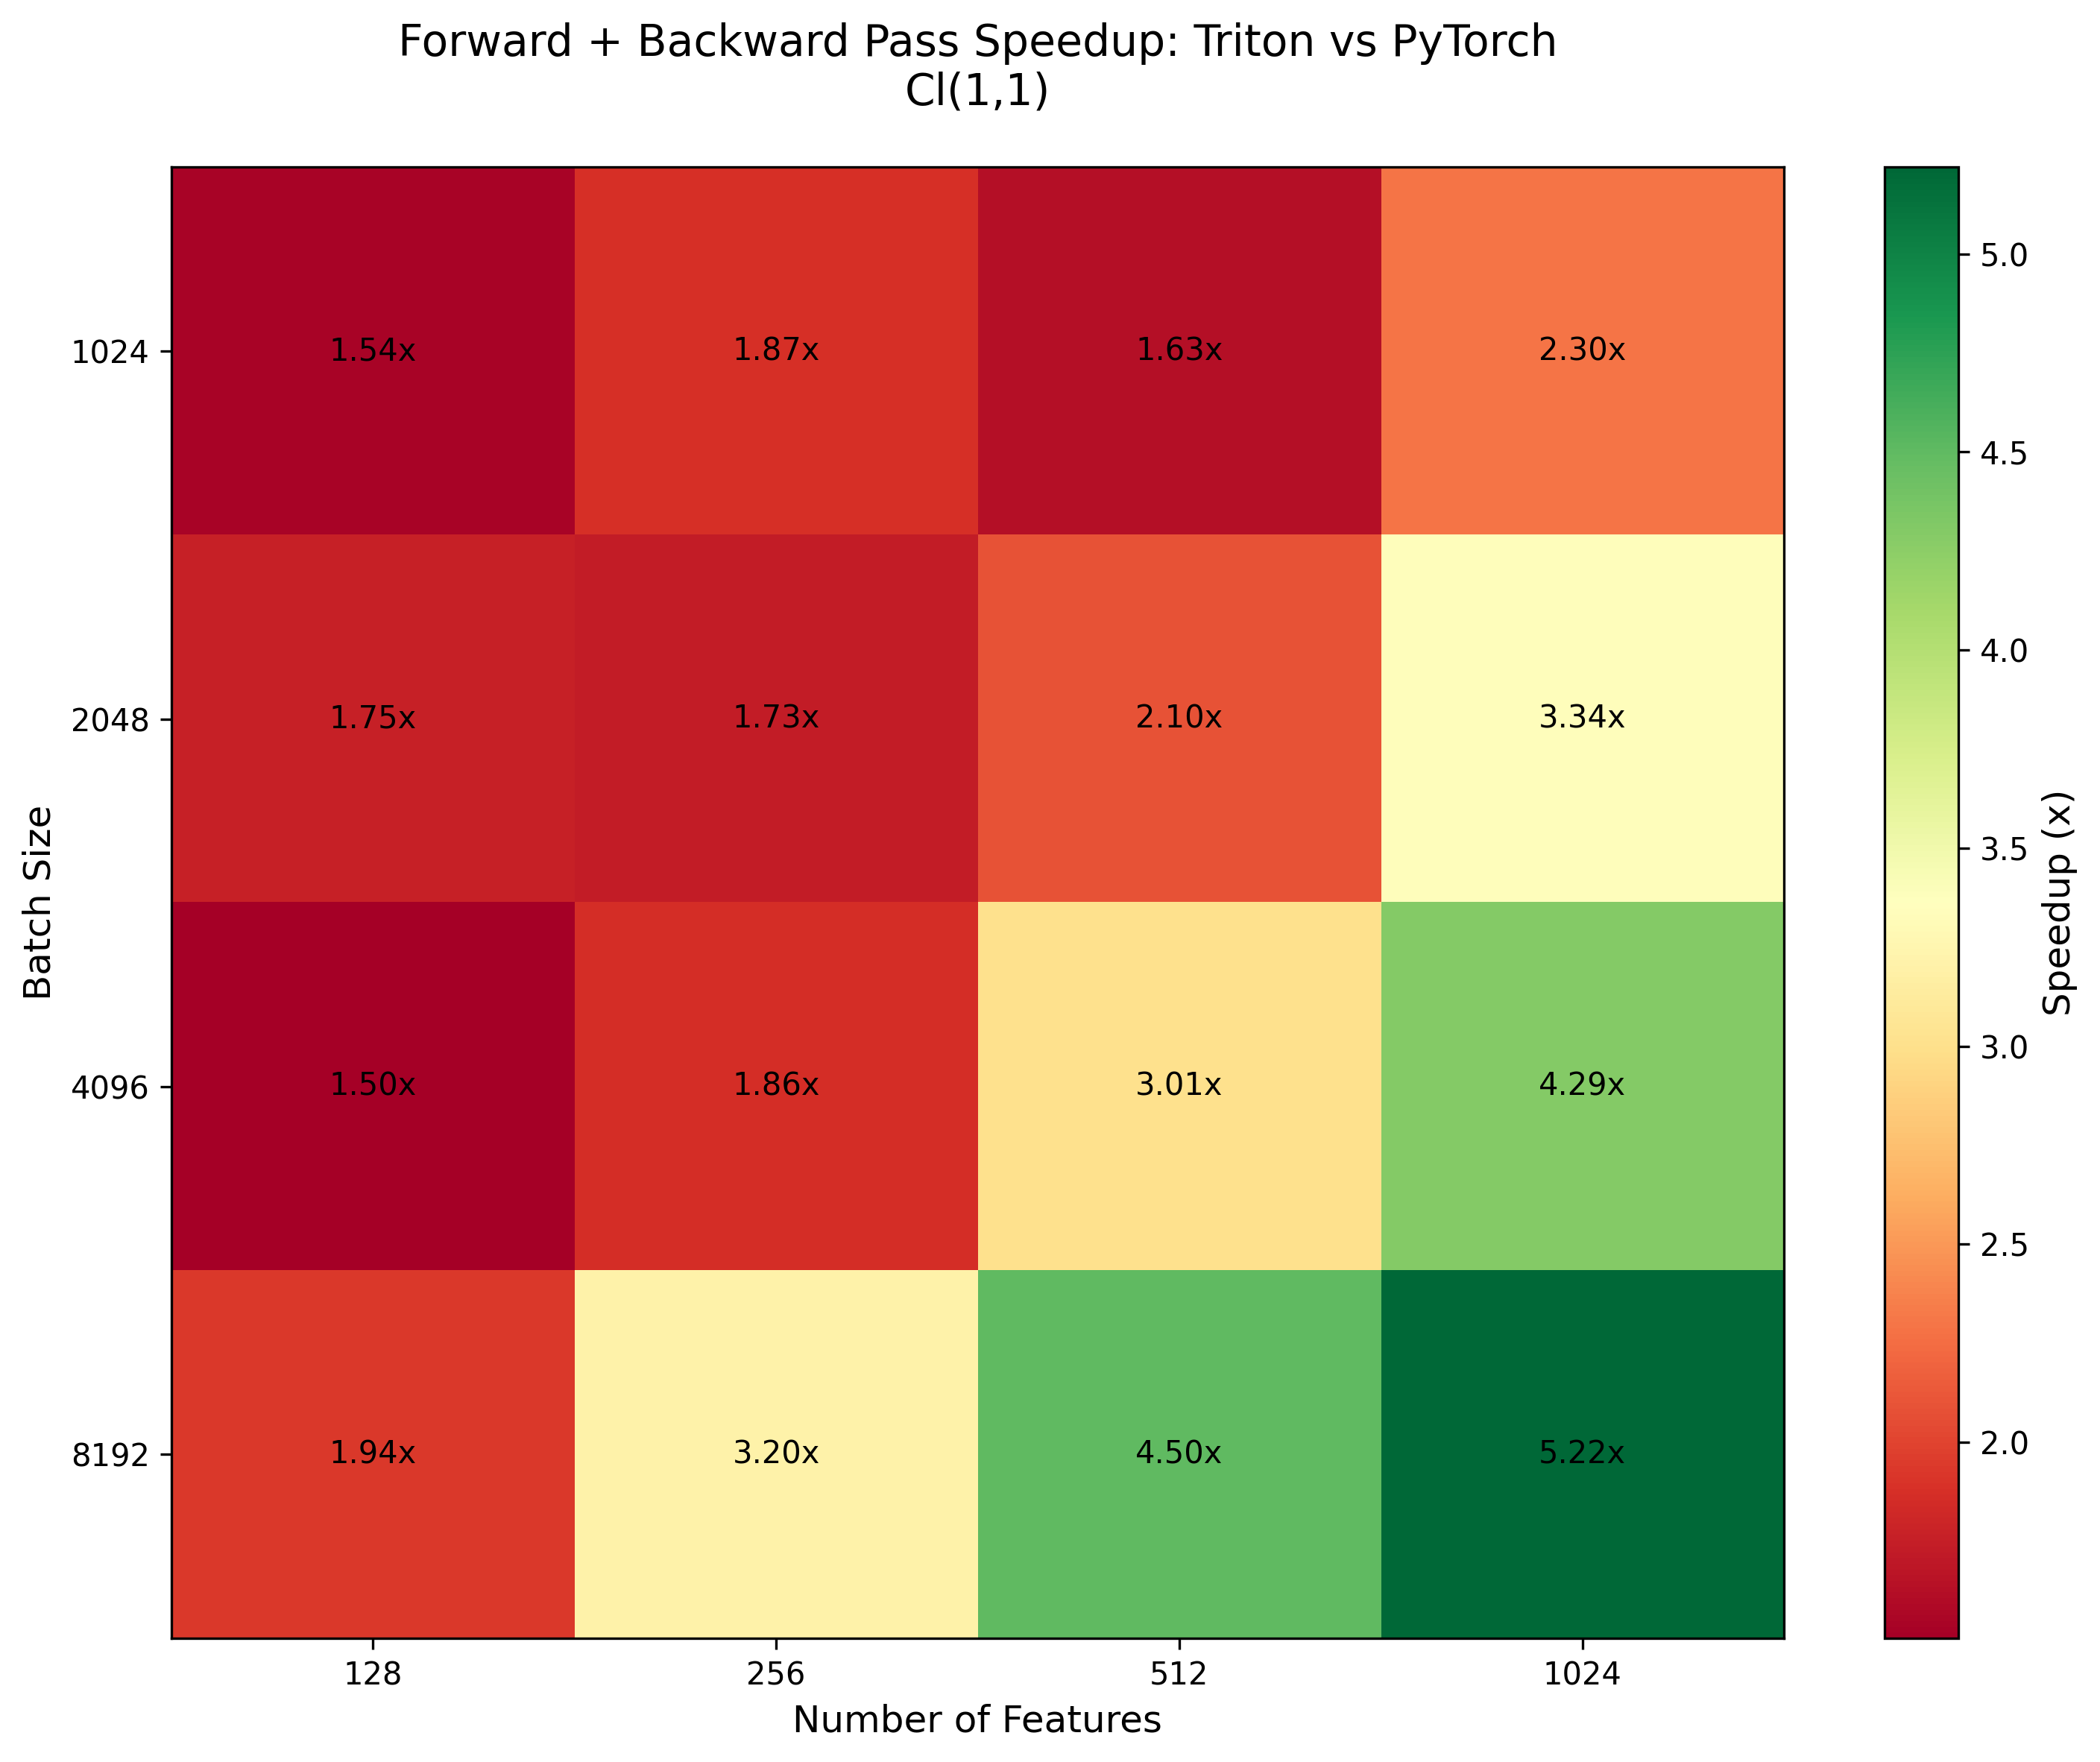 Forward + Backward Pass Speedup: Triton vs PyTorch
Cl(1,1)
Batch Size
1024
1.54x 1.87x 1.63x 2.30x
2048
1.75x 1.73x 2.10x 3.34x
4096
1.50x 1.86x 3.01x 4.29x
8192
1.94x 3.20x 4.50x 5.22x
128 256 512 1024
Number of Features
5.0
4.5
4.0
3.5
3.0
2.5
2.0
Speedup (x)